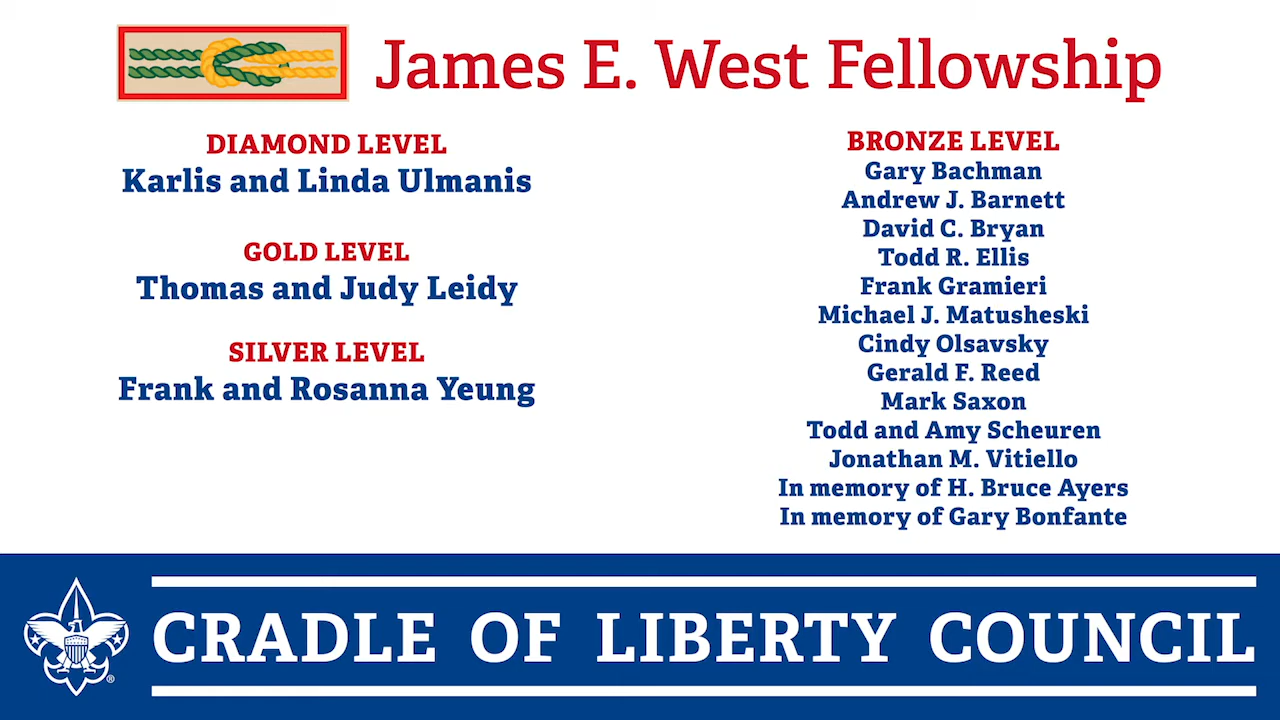 James E. West Fellowship
DIAMOND LEVEL
Karlis and Linda Ulmanis
GOLD LEVEL
Thomas and Judy Leidy
SILVER LEVEL
Frank and Rosanna Yeung
BRONZE LEVEL
Gary Bachman
Andrew J. Barnett
David C. Bryan
Todd R. Ellis
Frank Gramieri
Michael J. Matusheski
Cindy Olsavsky
Gerald F. Reed
Mark Saxon
Todd and Amy Scheuren
Jonathan M. Vitiello
In memory of H. Bruce Ayers
In memory of Gary Bonfante
CRADLE OF LIBERTY COUNCIL
®